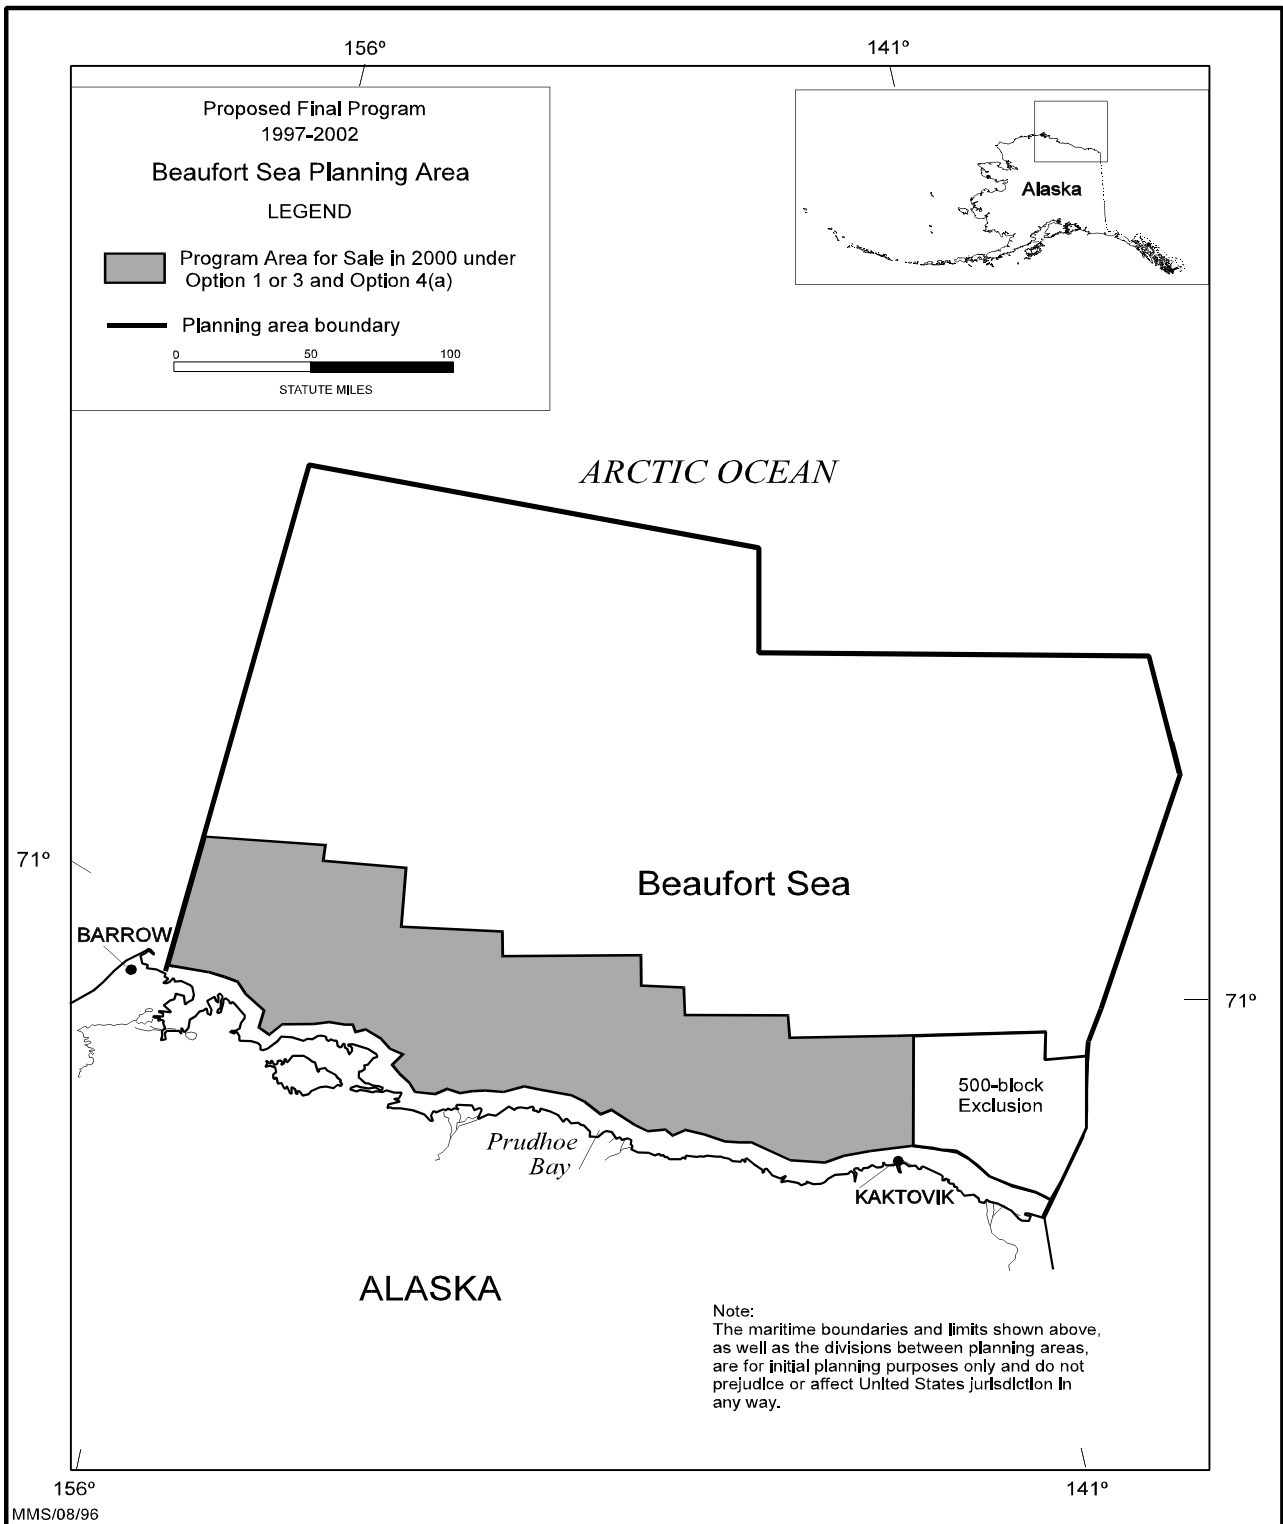 156º
141º
Proposed Final Program
1997-2002
Beaufort Sea Planning Area
LEGEND
Program Area for Sale in 2000 under
Option 1 or 3 and Option 4(a)
Planning area boundary
0 50 100
STATUTE MILES
Alaska
ARCTIC OCEAN
71º
Beaufort Sea
BARROW
71º
500-block
Exclusion
Prudhoe
Bay
KAKTOVIK
ALASKA
Note:
The maritime boundaries and limits shown above,
as well as the divisions between planning areas,
are for initial planning purposes only and do not
prejudice or affect United States jurisdiction in
any way.
156º
141º
MMS/08/96